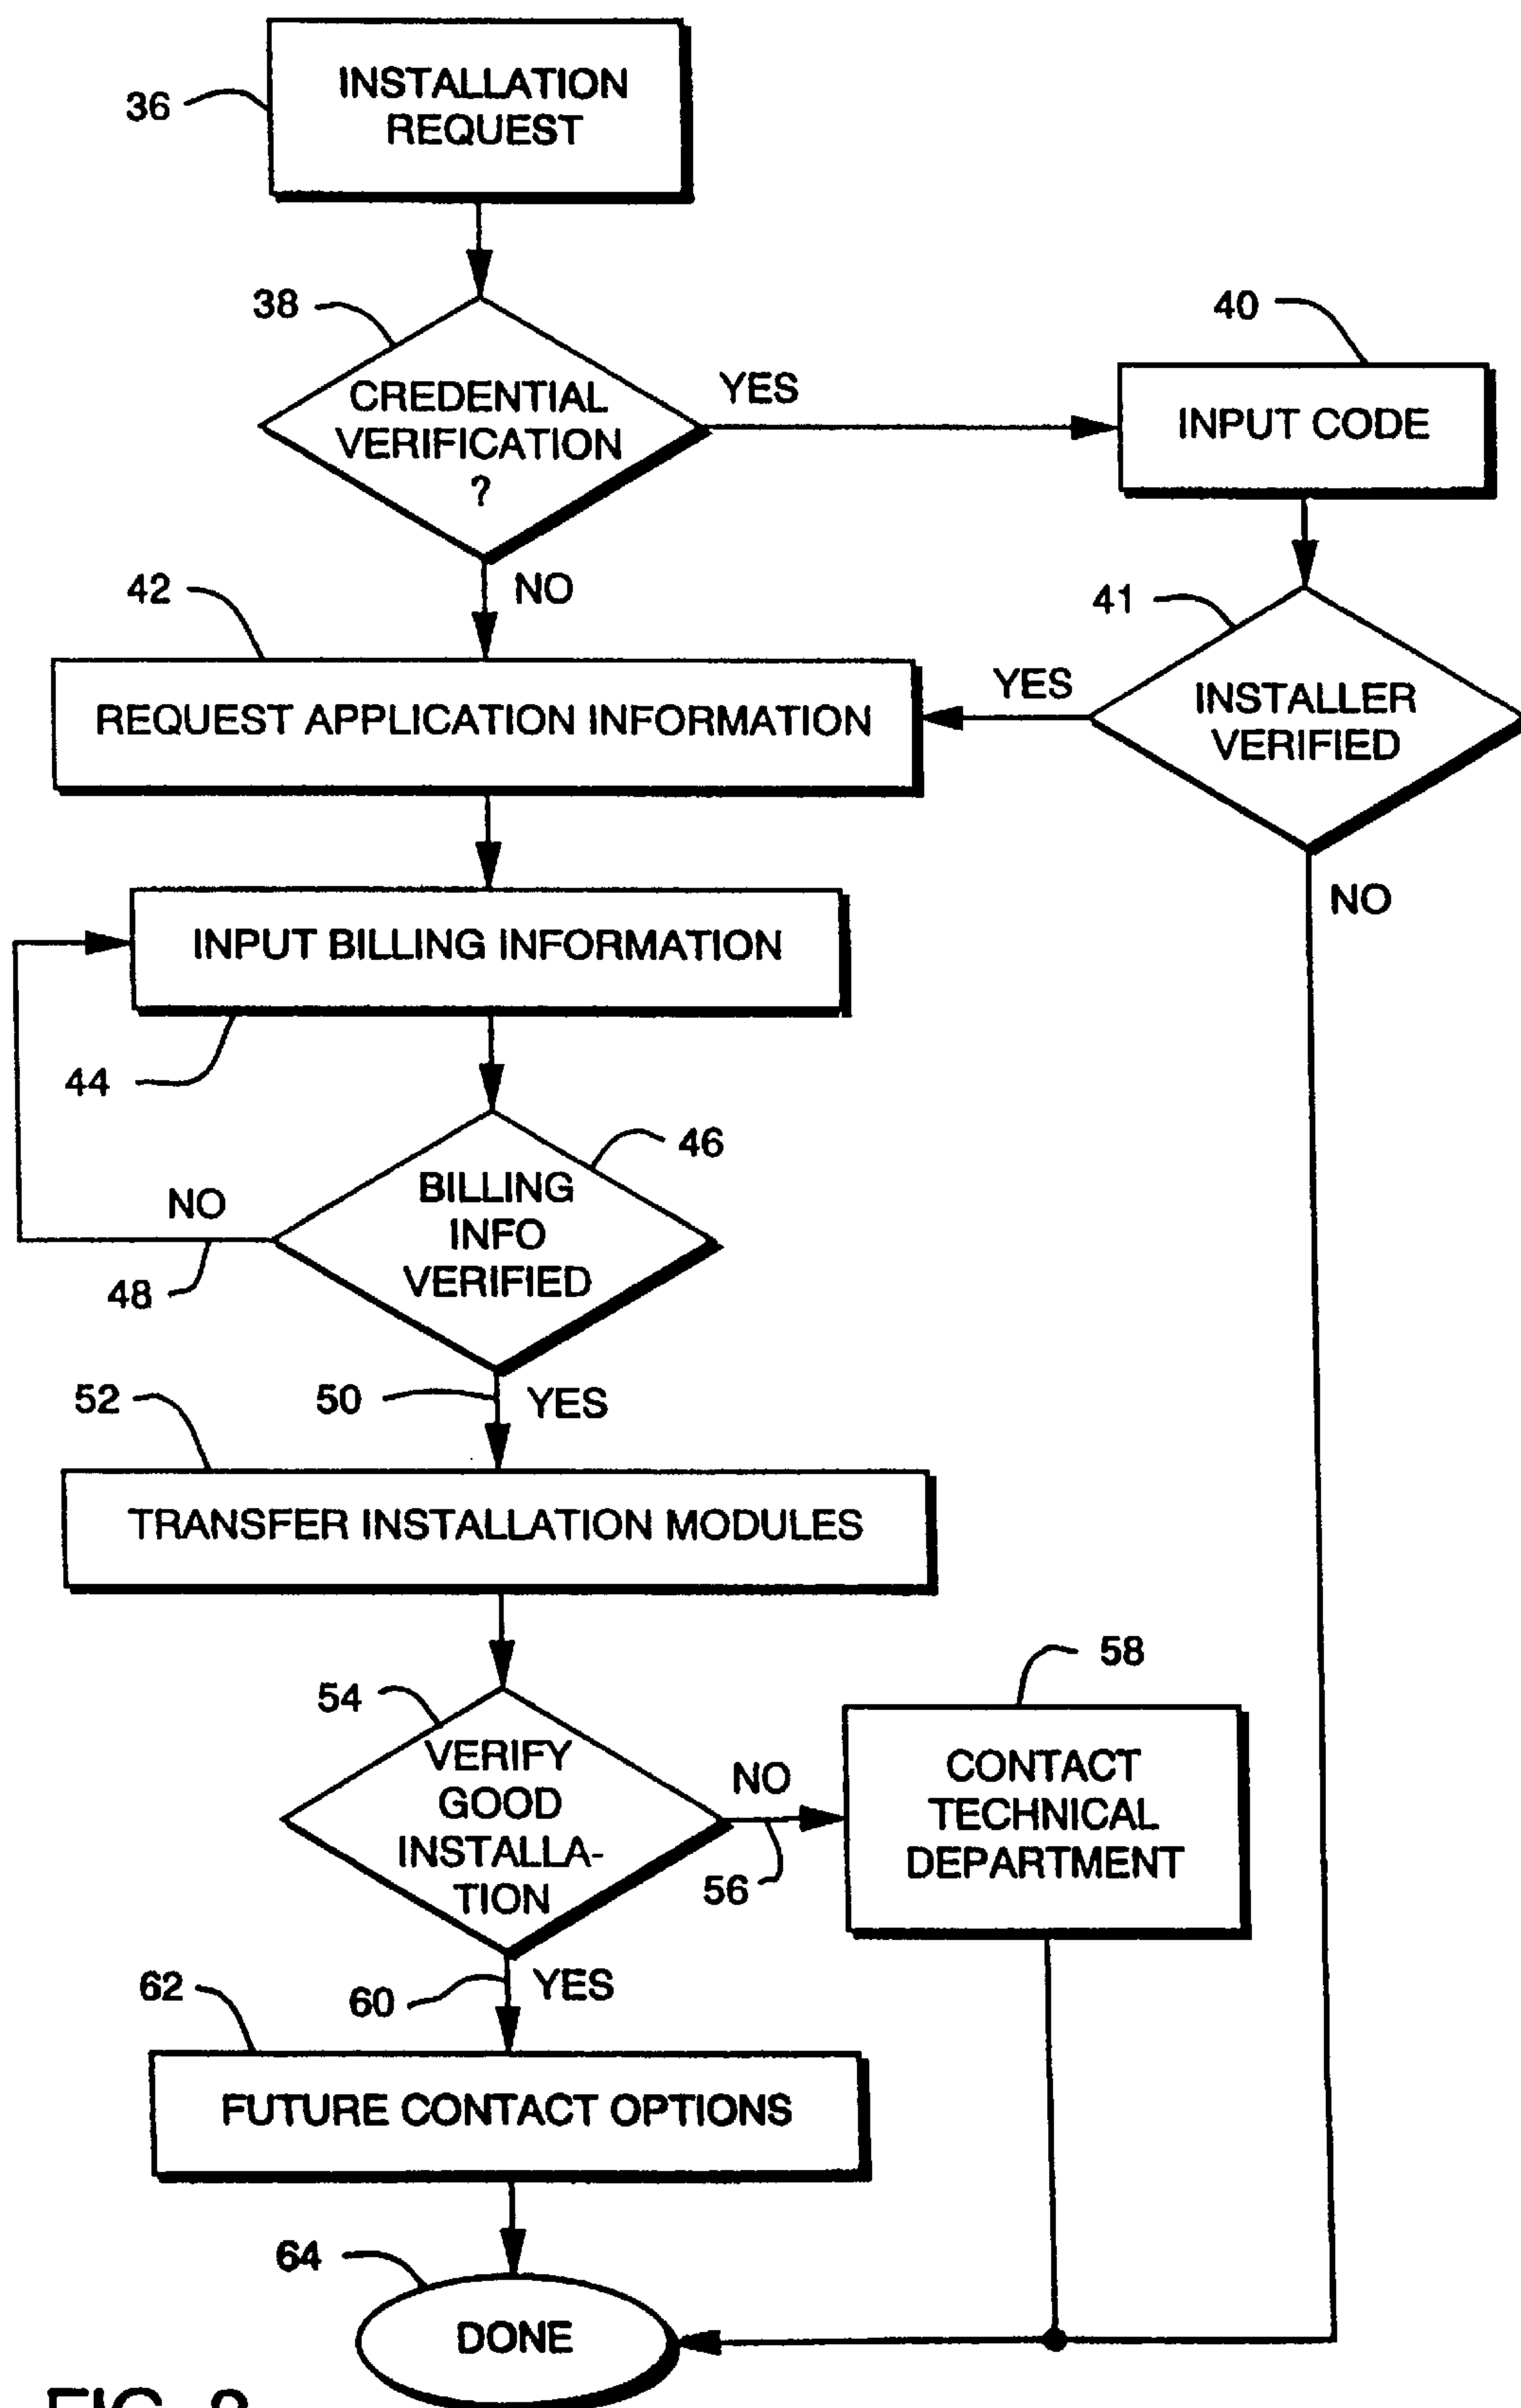 36
INSTALLATION
REQUEST
38
CREDENTIAL
VERIFICATION
?
YES
40
INPUT CODE
NO
42
REQUEST APPLICATION INFORMATION
YES
41
INSTALLER
VERIFIED
NO
INPUT BILLING INFORMATION
44
46
BILLING
INFO
VERIFIED
NO
48
50
YES
52
TRANSFER INSTALLATION MODULES
54
VERIFY
GOOD
INSTALLA-
TION
NO
56
58
CONTACT
TECHNICAL
DEPARTMENT
60
YES
62
FUTURE CONTACT OPTIONS
64
DONE